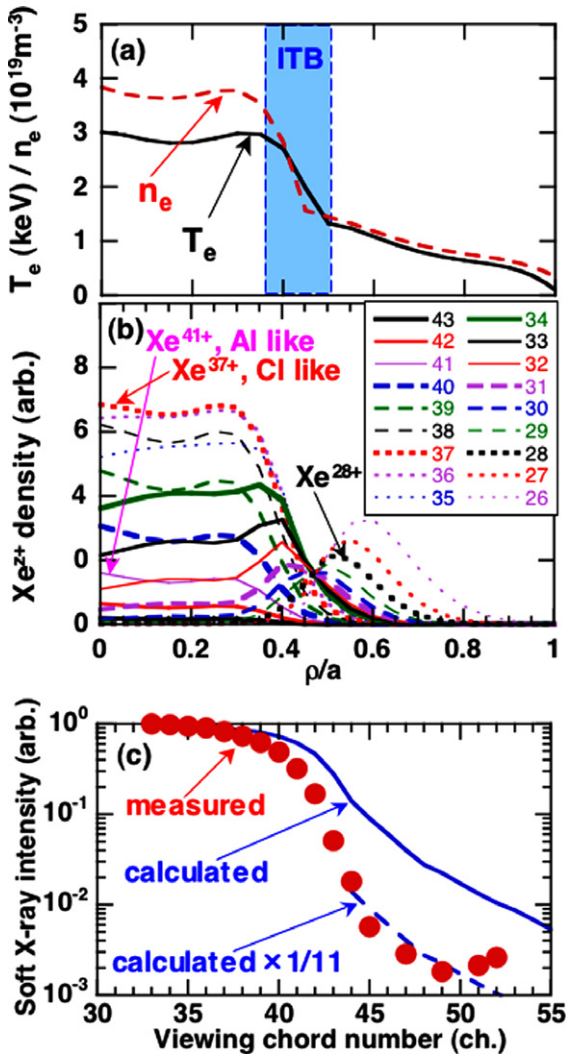 (a)
ITB
n_e
T_e
T_e (keV) / n_e (10^19 m^-3)
5
4
3
2
1
0
(b)
Xe^41+, Al like
Xe^37+, Cl like
Xe^28+
43 34
42 33
41 32
40 31
39 30
38 29
37 28
36 27
35 26
Xe^z+ density (arb.)
8
6
4
0
0
0 0.2 0.4 0.6 0.8 1
ρ/a
(c)
measured
calculated
calculated × 1/11
Soft X-ray intensity (arb.)
10^0
10^-1
10^-2
10^-3
30 35 40 45 50 55
Viewing chord number (ch.)